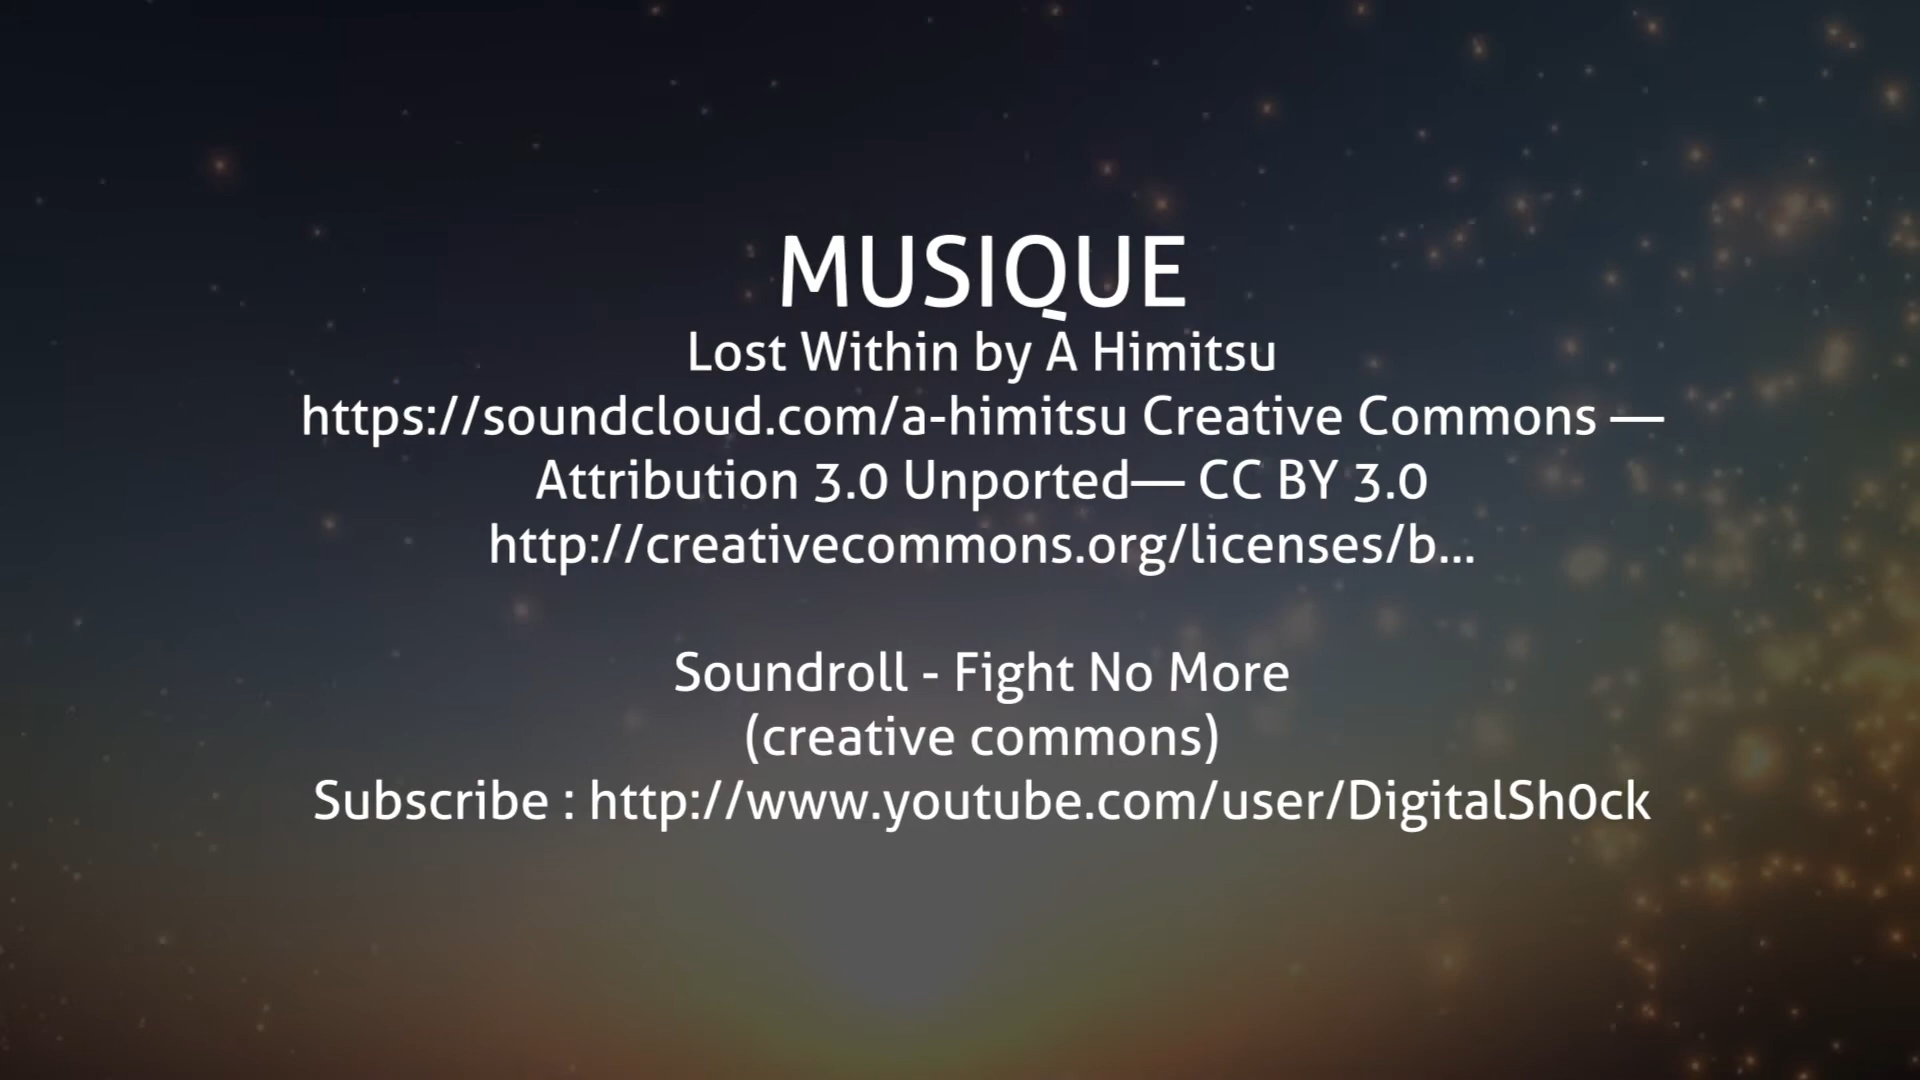 MUSIQUE
Lost Within by A Himitsu
https://soundcloud.com/a-himitsu Creative Commons —
Attribution 3.0 Unported— CC BY 3.0
http://creativecommons.org/licenses/b...
Soundroll - Fight No More
(creative commons)
Subscribe : http://www.youtube.com/user/DigitalSh0ck